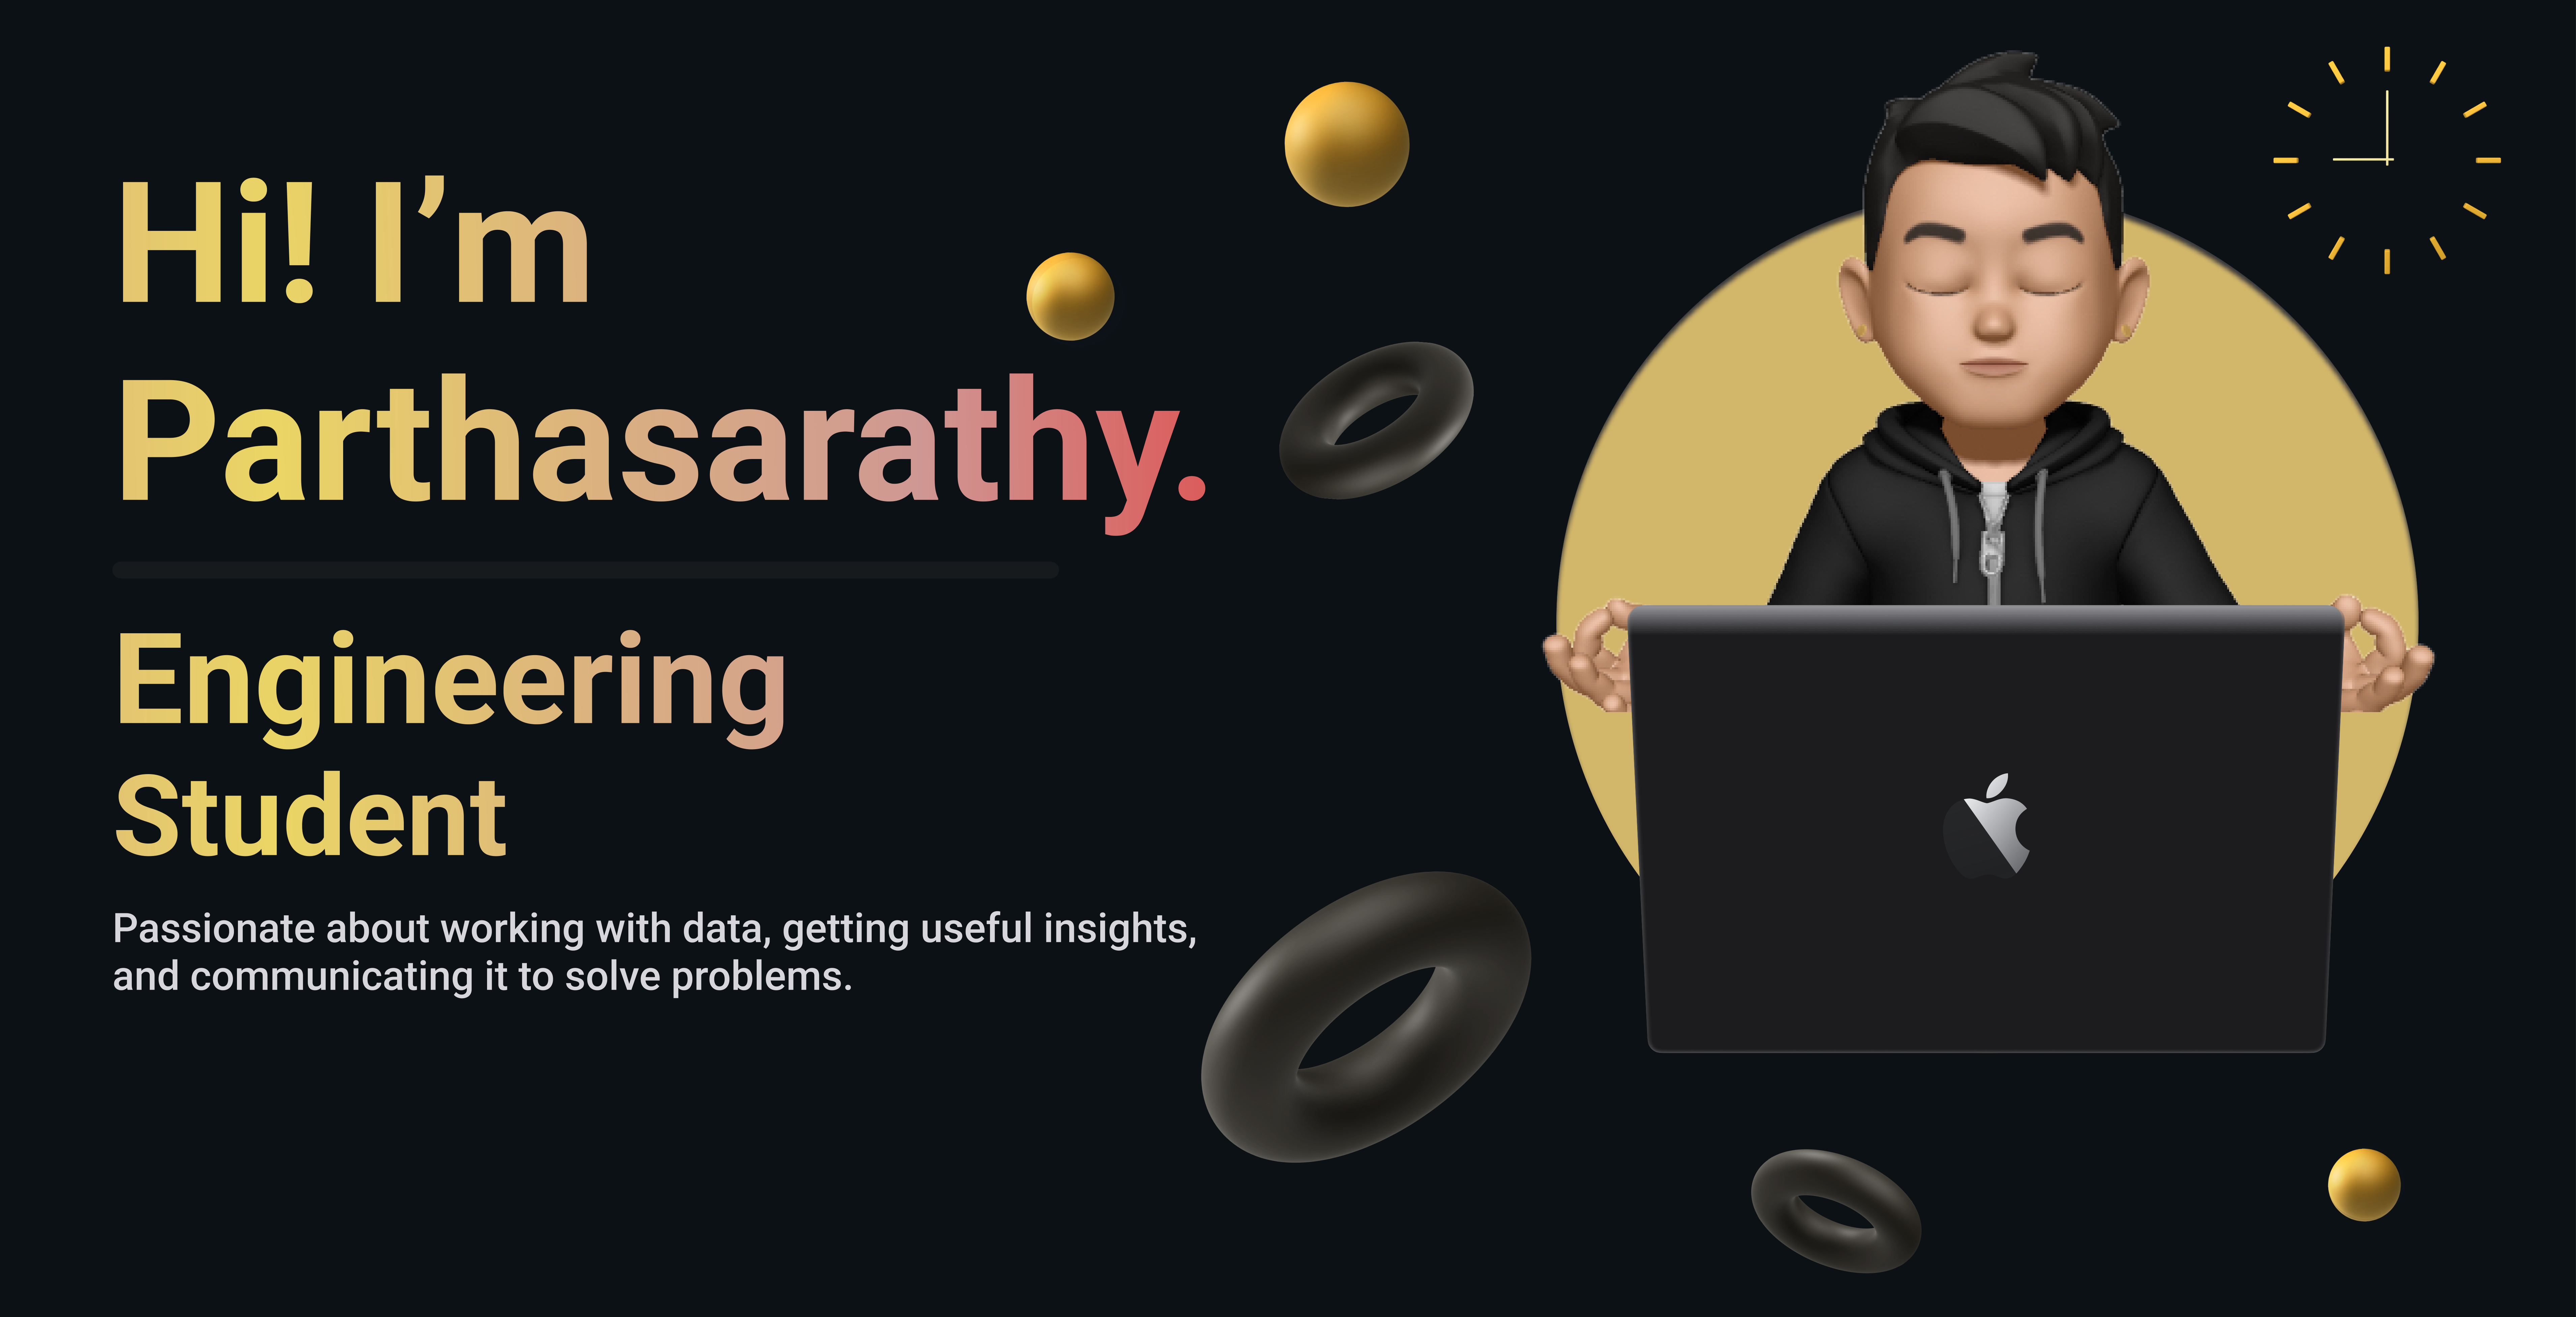 Hi! I’m
Parthasarathy.
Engineering
Student
Passionate about working with data, getting useful insights,
and communicating it to solve problems.